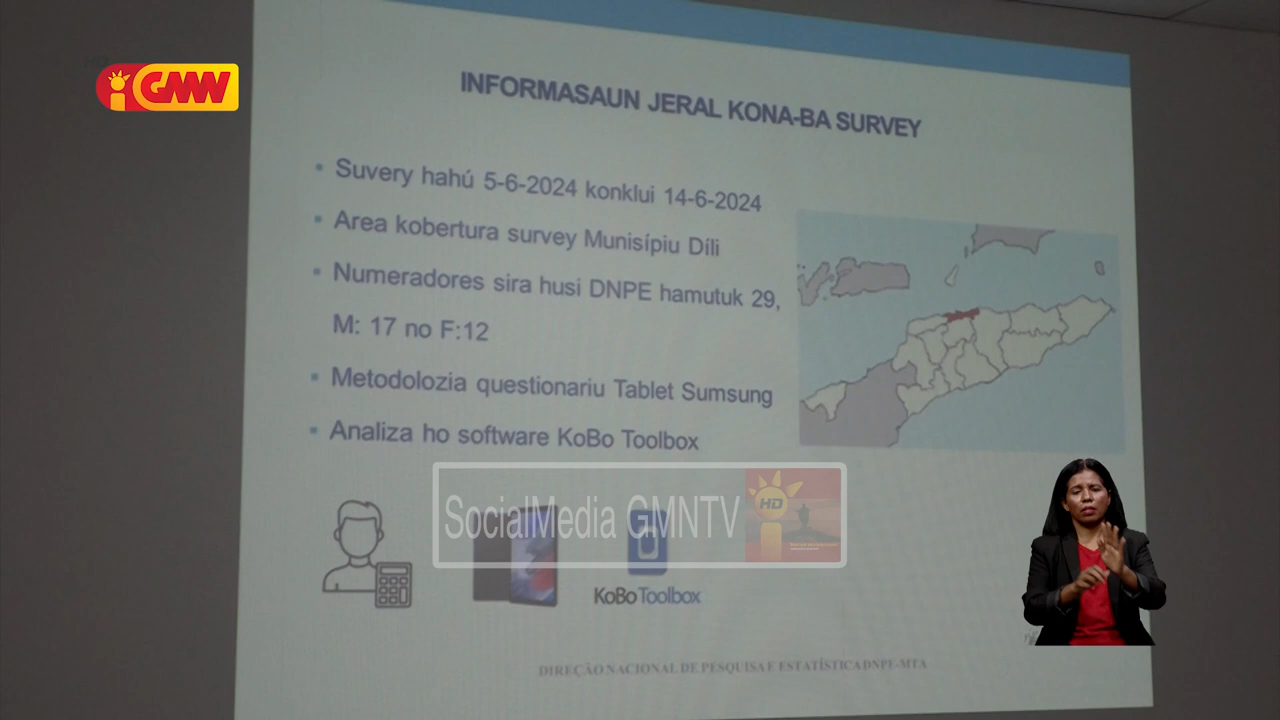 GMN
INFORMASAUN JERAL KONA-BA SURVEY
Suvery hahú 5-6-2024 konklui 14-6-2024
Area kobertura survey Munisípiu Díli
Numeradores sira husi DNPE hamutuk 29,
M: 17 no F:12
Metodolozia questionariu Tablet Sumsung
Analiza ho software KoBo Toolbox
SocialMedia GMNTV
HD
KoBoToolbox
DIREÇÃO NACIONAL DE PESQUISA E ESTATÍSTICA DNPE-MTA